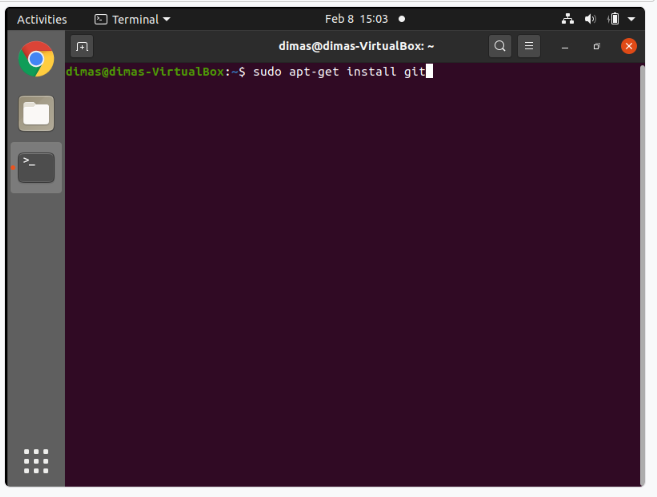 Activities
Terminal
Feb 8 15:03
dimas@dimas-VirtualBox: ~
dimas@dimas-VirtualBox:~$ sudo apt-get install git